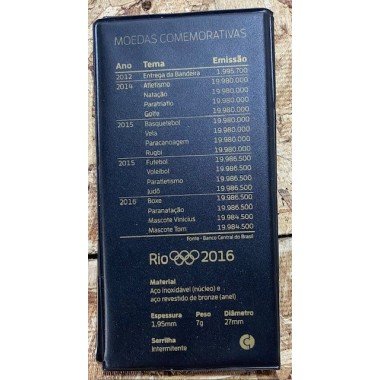 MOEDAS COMEMORATIVAS
Ano Tema Emissão
2012 Entrega da Bandeira 1.995.700
2014 Atletismo 19.980.000
Natação 19.980.000
Paratriatlo 19.980.000
Golfe 19.980.000
2015 Basquetebol 19.980.000
Vela 19.980.000
Paracanoagem 19.980.000
Rugbi 19.980.000
2015 Futebol 19.986.500
Voleibol 19.986.500
Paratletismo 19.986.500
Judô 19.986.500
2016 Boxe 19.986.500
Paranatação 19.986.500
Mascote Vinicius 19.984.500
Mascote Tom 19.984.500
Fonte - Banco Central do Brasil
Rio 2016
Material
Aço inoxidável (núcleo) e
aço revestido de bronze (anel)
Espessura Peso Diâmetro
1,95mm 7g 27mm
Serrilha
Intermitente